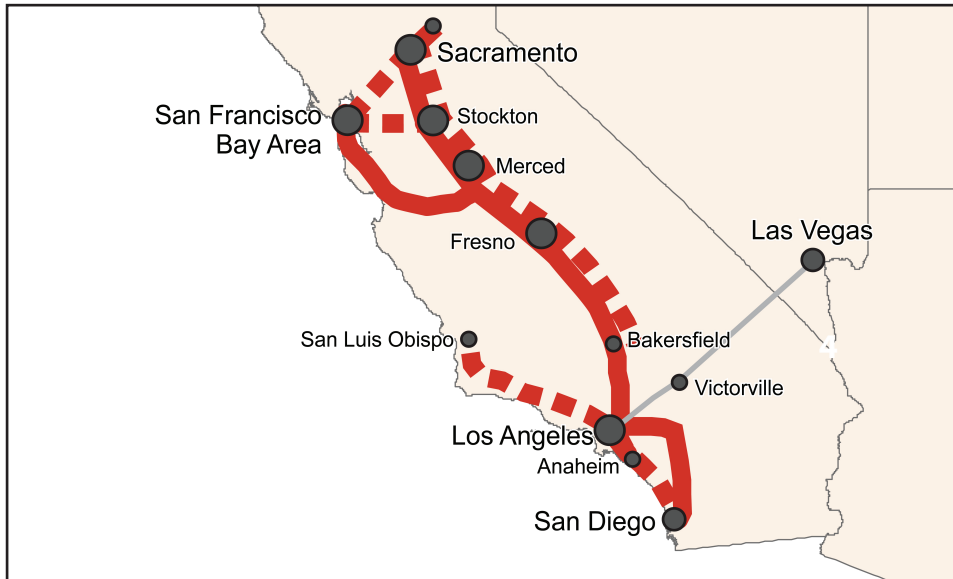 Sacramento
San Francisco
Bay Area
Stockton
Merced
Fresno
Las Vegas
San Luis Obispo
Bakersfield
Victorville
Los Angeles
Anaheim
San Diego
4